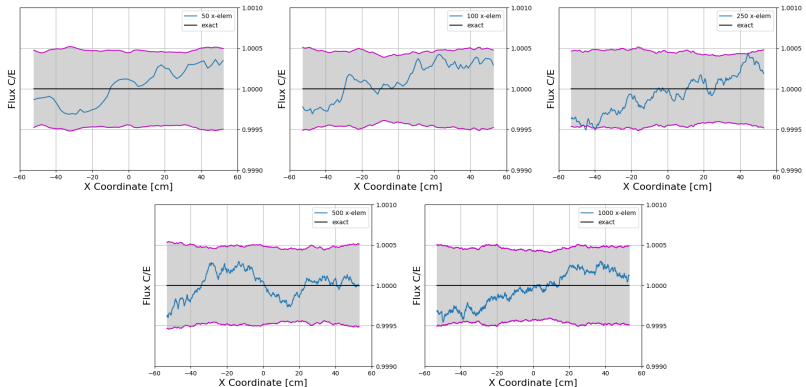 50 x-elem
exact
Flux C/E
1.0010
1.0005
1.0000
0.9995
0.9990
−60 −40 −20 0 20 40 60
X Coordinate [cm]
100 x-elem
exact
Flux C/E
1.0010
1.0005
1.0000
0.9995
0.9990
−60 −40 −20 0 20 40 60
X Coordinate [cm]
250 x-elem
exact
Flux C/E
1.0010
1.0005
1.0000
0.9995
0.9990
−60 −40 −20 0 20 40 60
X Coordinate [cm]
500 x-elem
exact
Flux C/E
1.0010
1.0005
1.0000
0.9995
0.9990
−60 −40 −20 0 20 40 60
X Coordinate [cm]
1000 x-elem
exact
Flux C/E
1.0010
1.0005
1.0000
0.9995
0.9990
−60 −40 −20 0 20 40 60
X Coordinate [cm]